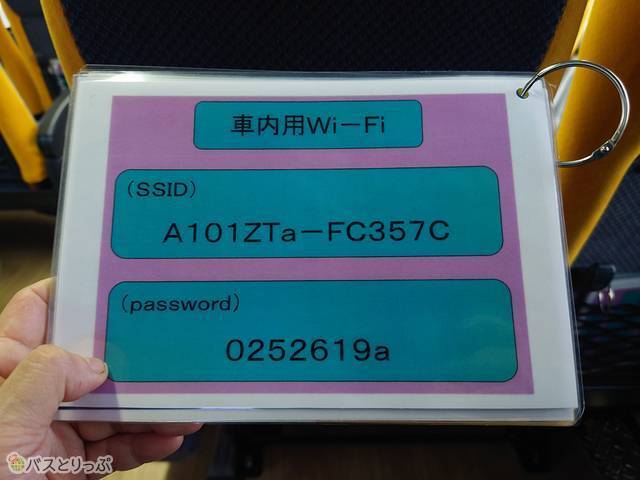 車内用Wi－Fi
(SSID)
A101ZTa－FC357C
(password)
0252619a
バスとりっぷ